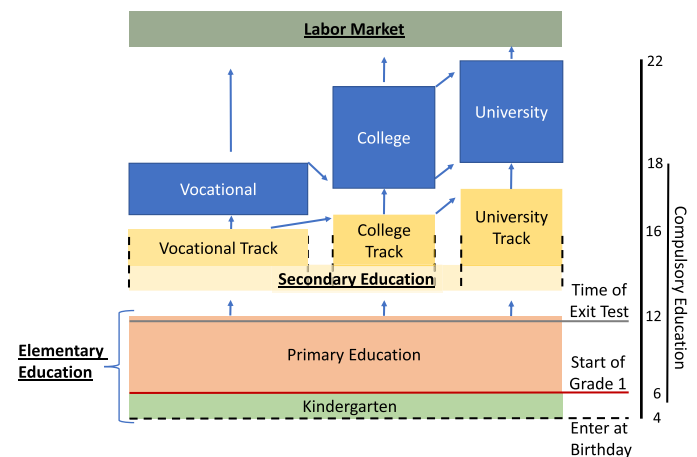 Labor Market
22
University
College
18
Vocational
University
Track
College
Track
16
Vocational Track
Secondary Education
Compulsory Education
Time of
Exit Test
12
Elementary
Education
Primary Education
Start of
Grade 1
6
Kindergarten
4
Enter at
Birthday